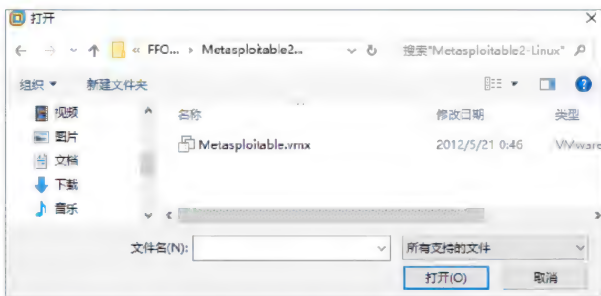 打开
« FFO... › Metasploitable2...
搜索"Metasploitable2-Linux"
组织 新建文件夹
名称 修改日期 类型
视频
图片
文档
下载
音乐
Metasploitable.vmx 2012/5/21 0:46 VMware
文件名(N): 所有支持的文件
打开(O) 取消